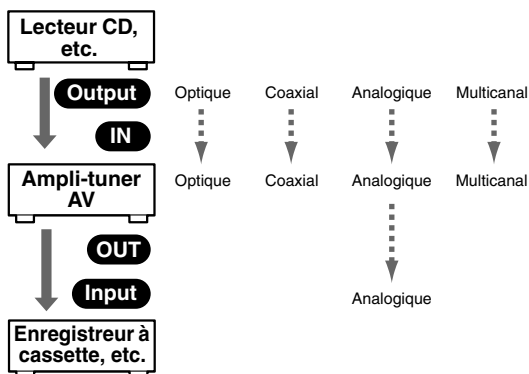 Lecteur CD,
etc.
Output
Optique Coaxial Analogique Multicanal
IN
Ampli-tuner
AV
Optique Coaxial Analogique Multicanal
OUT
Input
Analogique
Enregistreur à
cassette, etc.